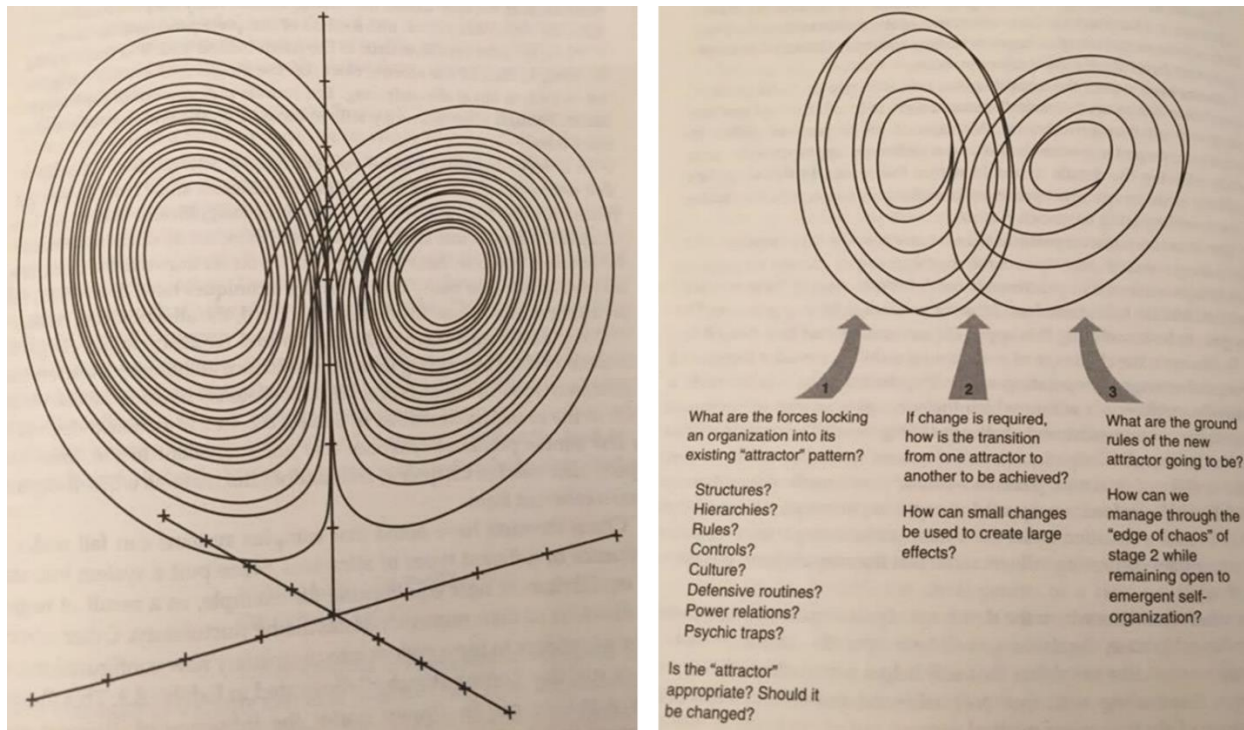 1
What are the forces locking
an organization into its
existing “attractor” pattern?
Structures?
Hierarchies?
Rules?
Controls?
Culture?
Defensive routines?
Power relations?
Psychic traps?
Is the “attractor”
appropriate? Should it
be changed?
2
If change is required,
how is the transition
from one attractor to
another to be achieved?
How can small changes
be used to create large
effects?
3
What are the ground
rules of the new
attractor going to be?
How can we
manage through the
“edge of chaos” of
stage 2 while
remaining open to
emergent self-
organization?